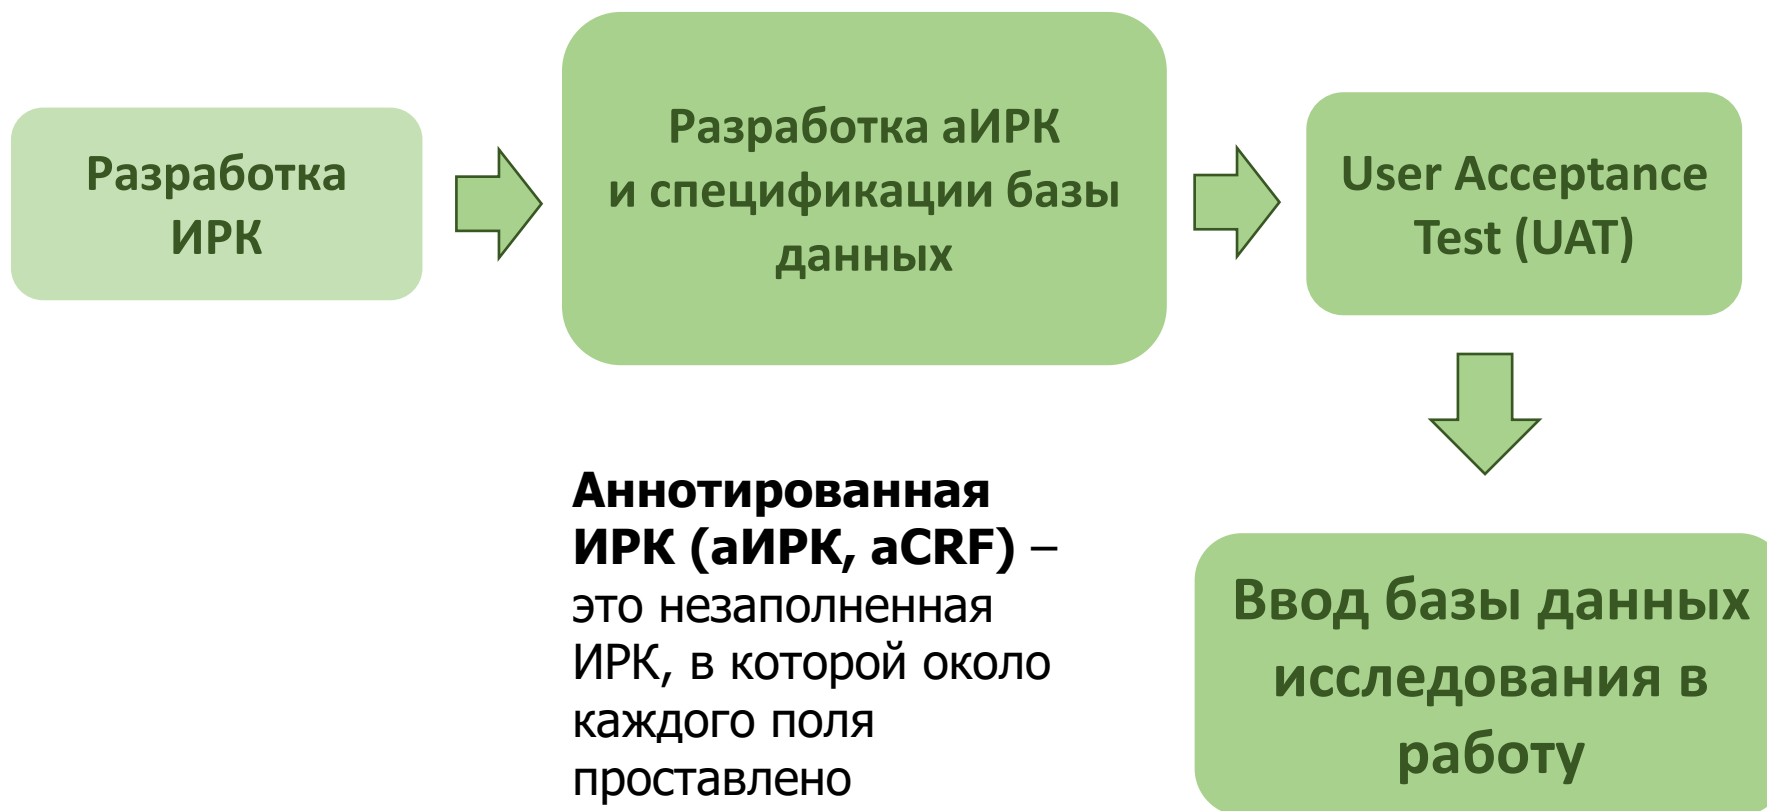 Разработка
ИРК
Разработка аИРК
и спецификации базы
данных
User Acceptance
Test (UAT)
Аннотированная
ИРК (аИРК, aCRF) –
это незаполненная
ИРК, в которой около
каждого поля
проставлено
Ввод базы данных
исследования в
работу